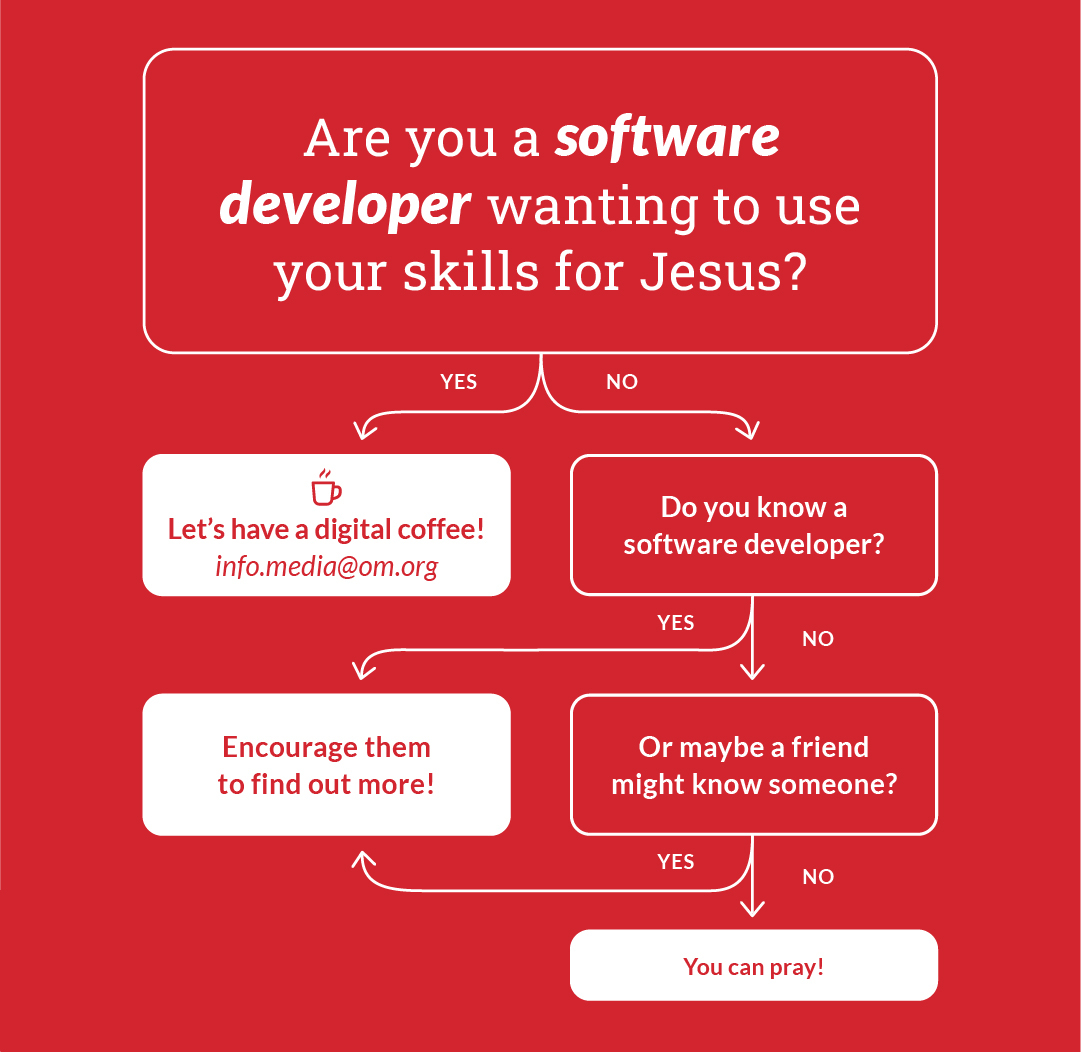 Are you a software
developer wanting to use
your skills for Jesus?
YES
NO
Let’s have a digital coffee!
info.media@om.org
Do you know a
software developer?
YES
NO
Encourage them
to find out more!
Or maybe a friend
might know someone?
YES
NO
You can pray!